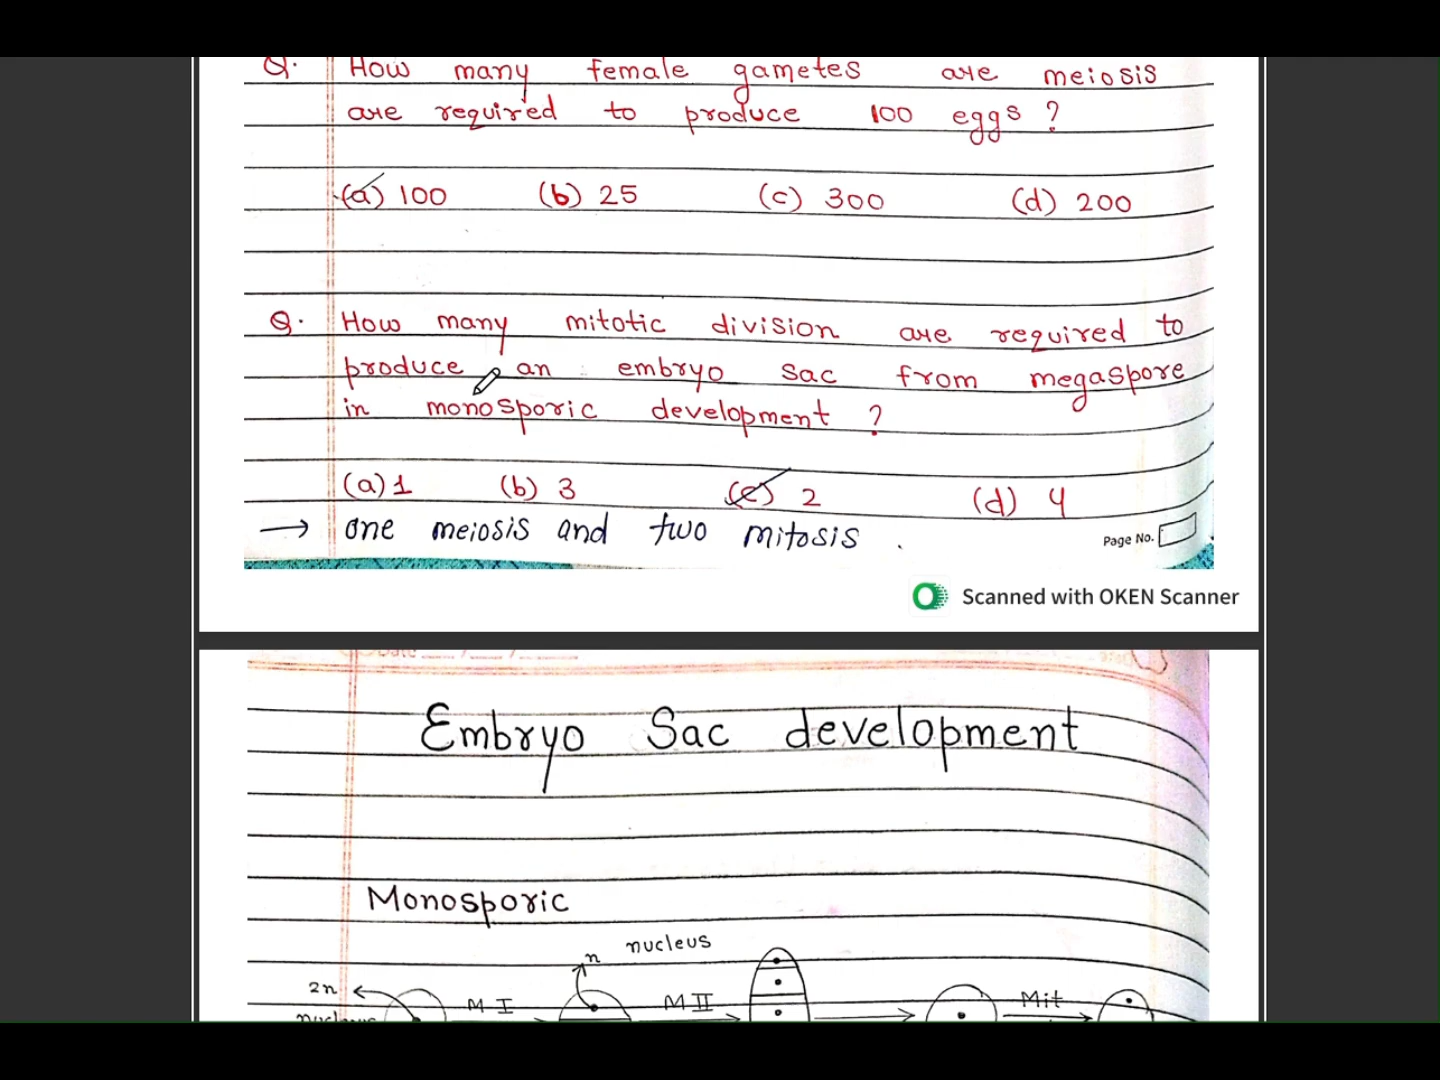 Q. How many female gametes are meiosis
are required to produce 100 eggs ?
(a) 100 (b) 25 (c) 300 (d) 200
Q. How many mitotic division are required to
produce an embryo sac from megaspore
in monosporic development ?
(a) 1 (b) 3 (c) 2 (d) 4
→ one meiosis and two mitosis .
Page No.
Scanned with OKEN Scanner
Embryo Sac development
Monosporic
n nucleus
2n M I M II Mit